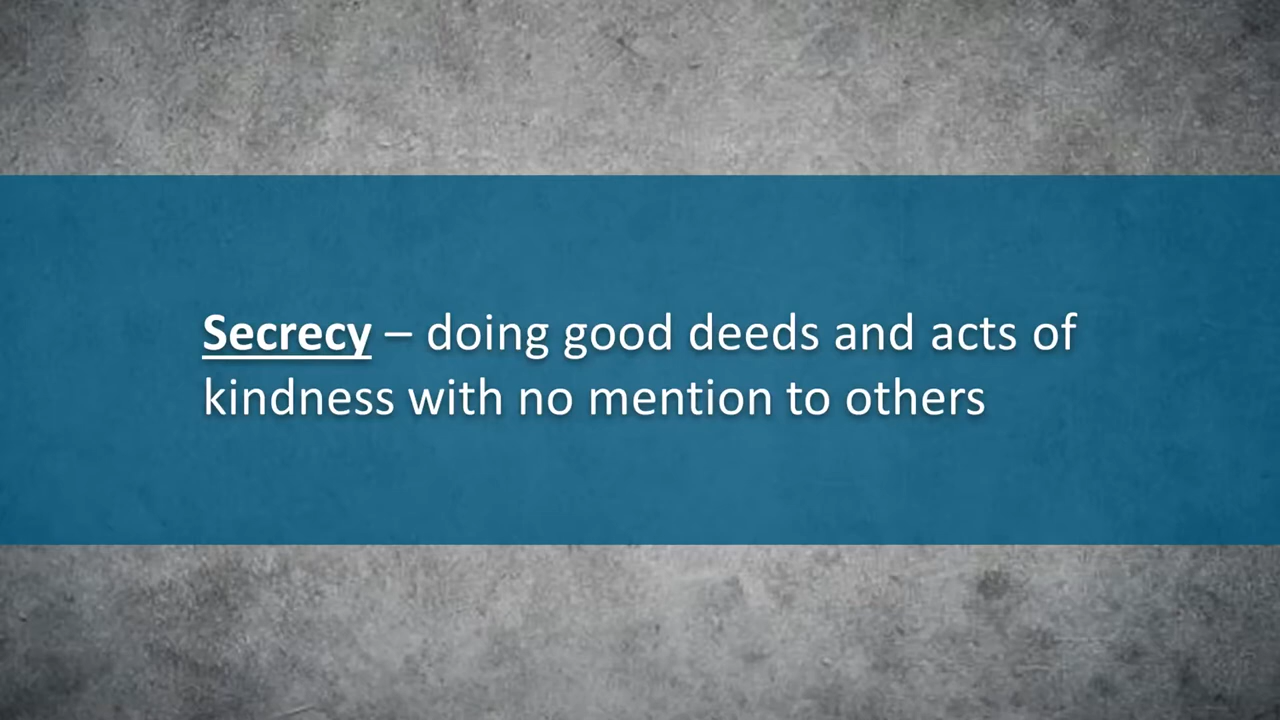 Secrecy – doing good deeds and acts of
kindness with no mention to others